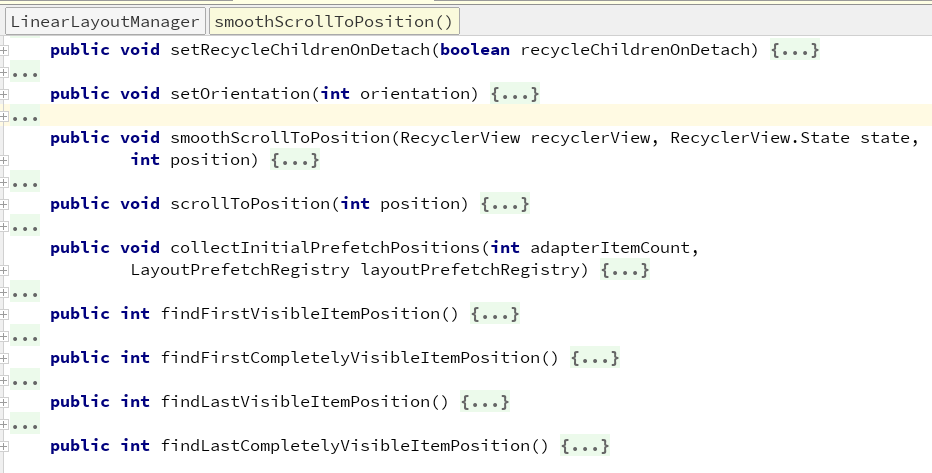 LinearLayoutManager smoothScrollToPosition()
public void setRecycleChildrenOnDetach(boolean recycleChildrenOnDetach) {...}
...
public void setOrientation(int orientation) {...}
...
public void smoothScrollToPosition(RecyclerView recyclerView, RecyclerView.State state,
int position) {...}
...
public void scrollToPosition(int position) {...}
...
public void collectInitialPrefetchPositions(int adapterItemCount,
LayoutPrefetchRegistry layoutPrefetchRegistry) {...}
...
public int findFirstVisibleItemPosition() {...}
...
public int findFirstCompletelyVisibleItemPosition() {...}
...
public int findLastVisibleItemPosition() {...}
...
public int findLastCompletelyVisibleItemPosition() {...}